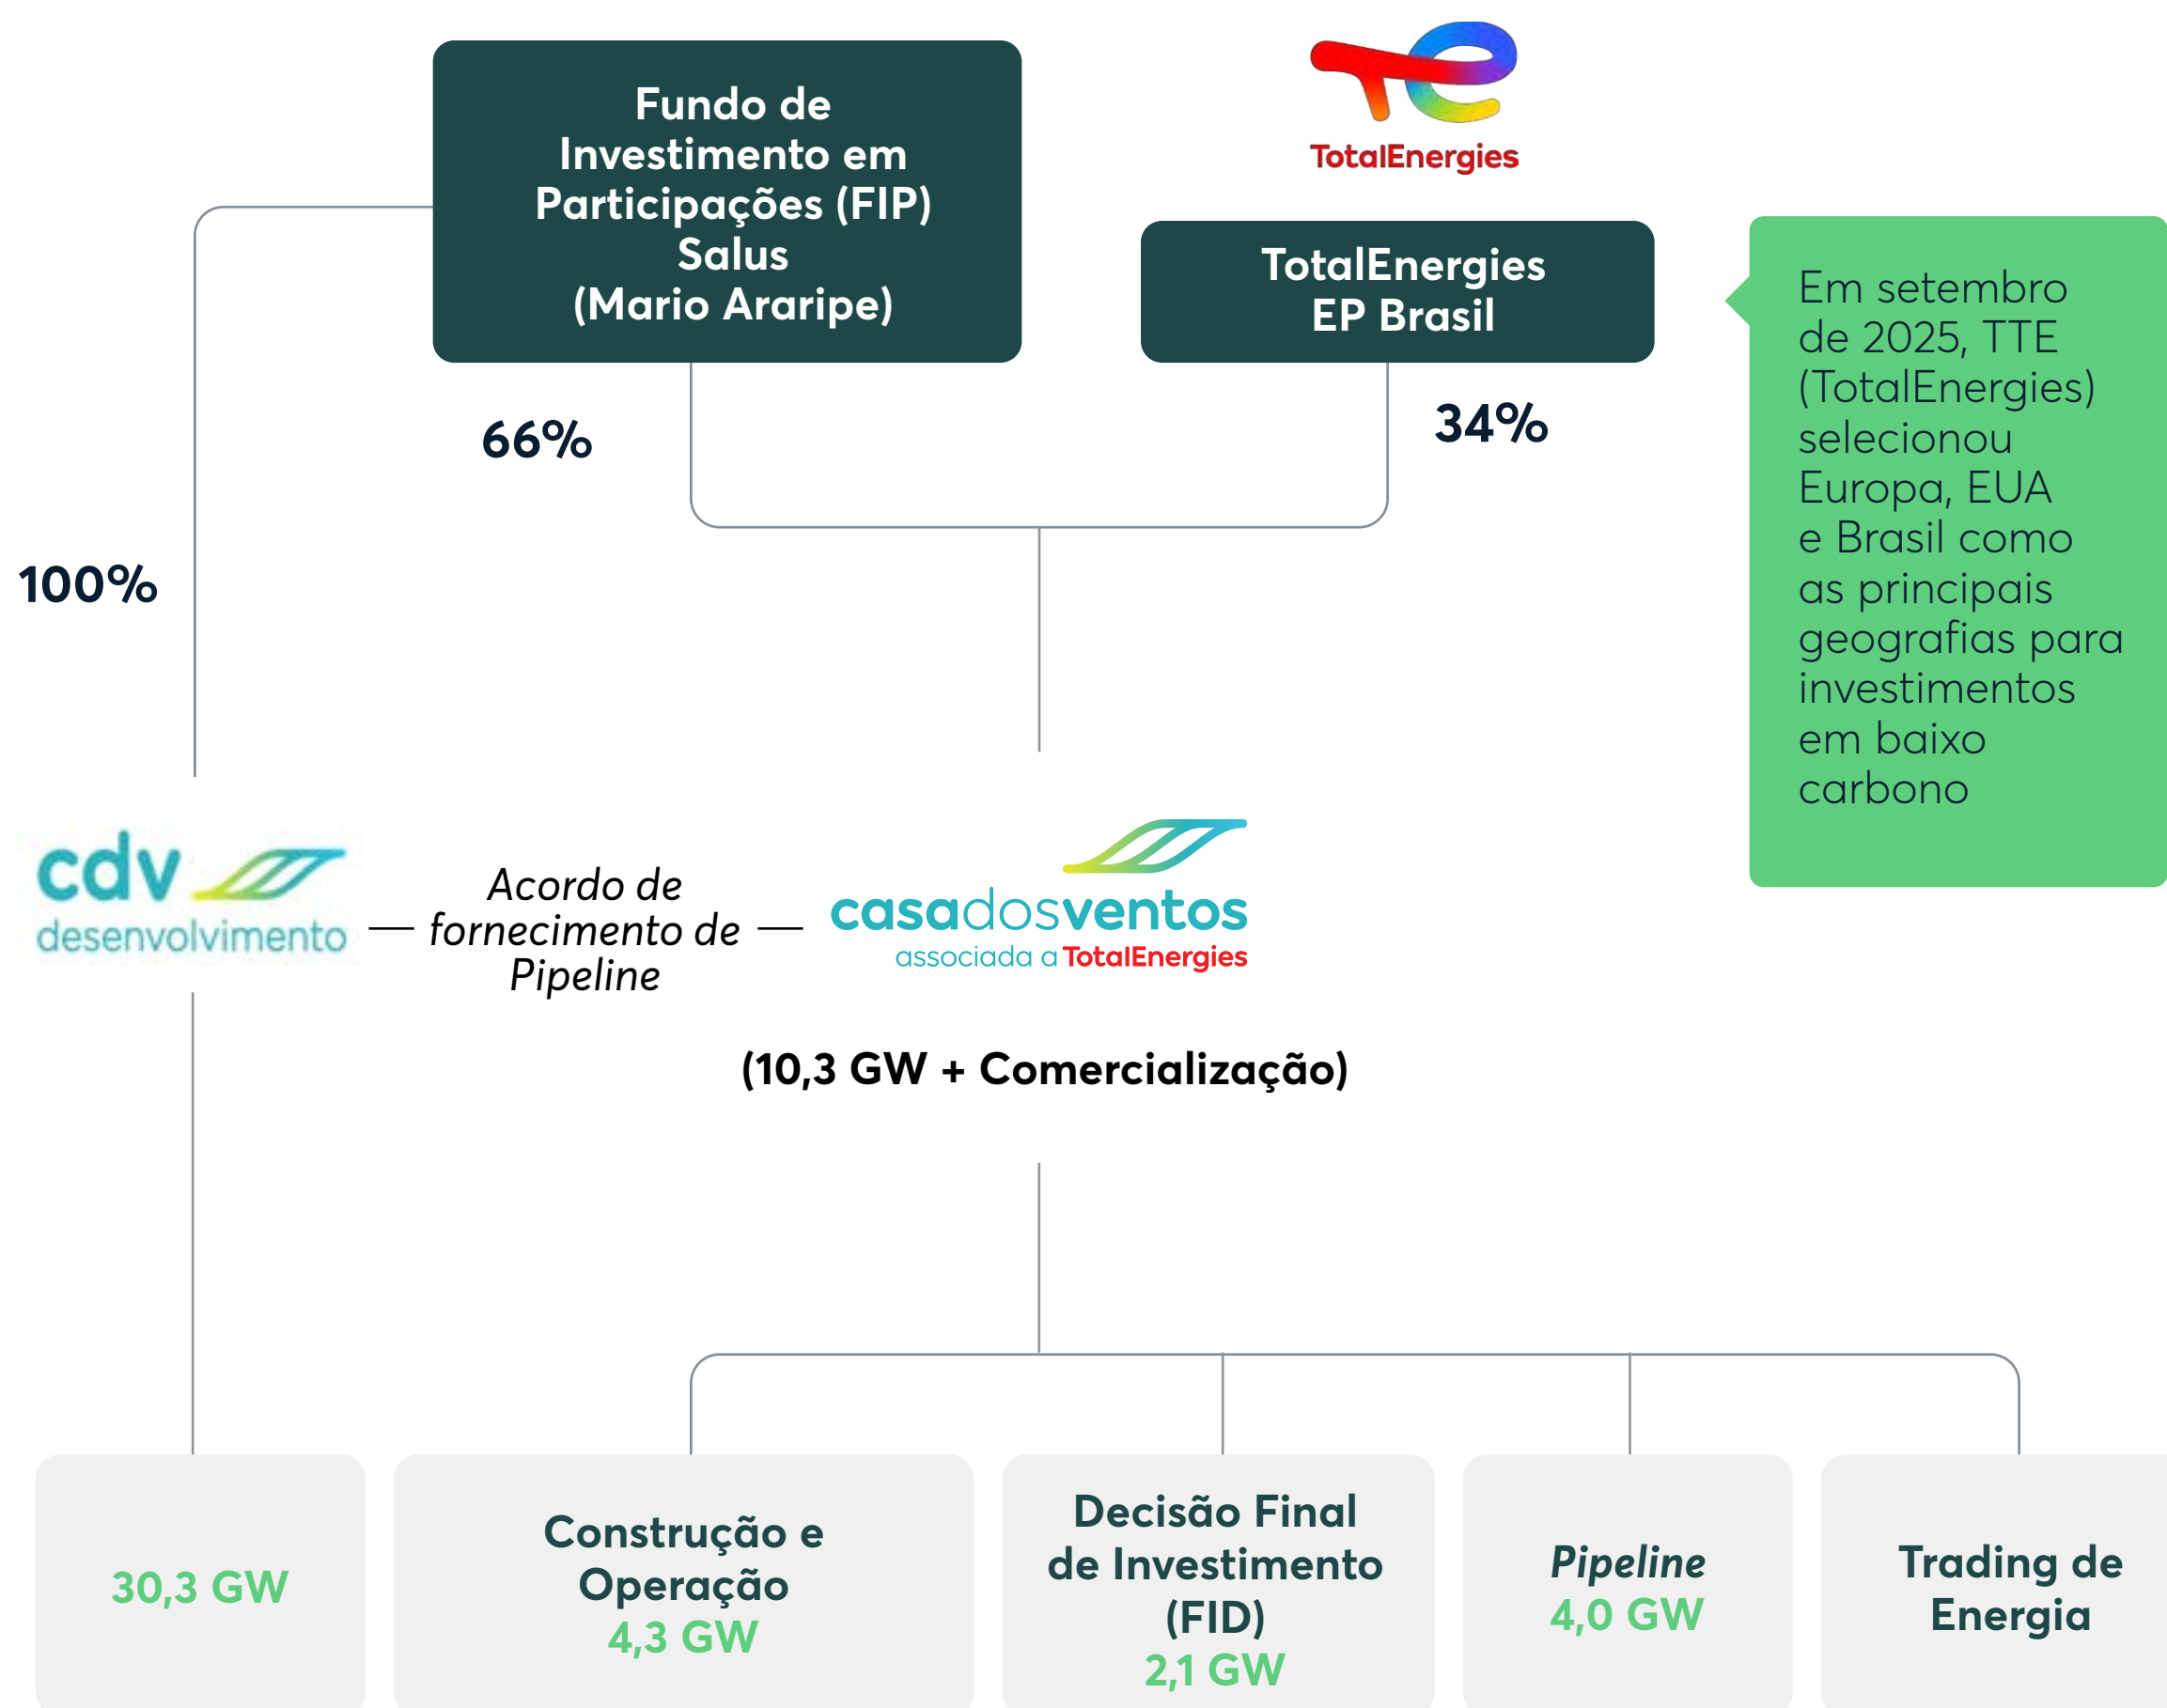 Fundo de
Investimento em
Participações (FIP)
Salus
(Mario Araripe)
TotalEnergies
TotalEnergies
EP Brasil
Em setembro
de 2025, TTE
(TotalEnergies)
selecionou
Europa, EUA
e Brasil como
as principais
geografias para
investimentos
em baixo
carbono
66%
34%
100%
cdv
desenvolvimento
Acordo de
fornecimento de
Pipeline
casadosventos
associada a TotalEnergies
(10,3 GW + Comercialização)
30,3 GW
Construção e
Operação
4,3 GW
Decisão Final
de Investimento
(FID)
2,1 GW
Pipeline
4,0 GW
Trading de
Energia